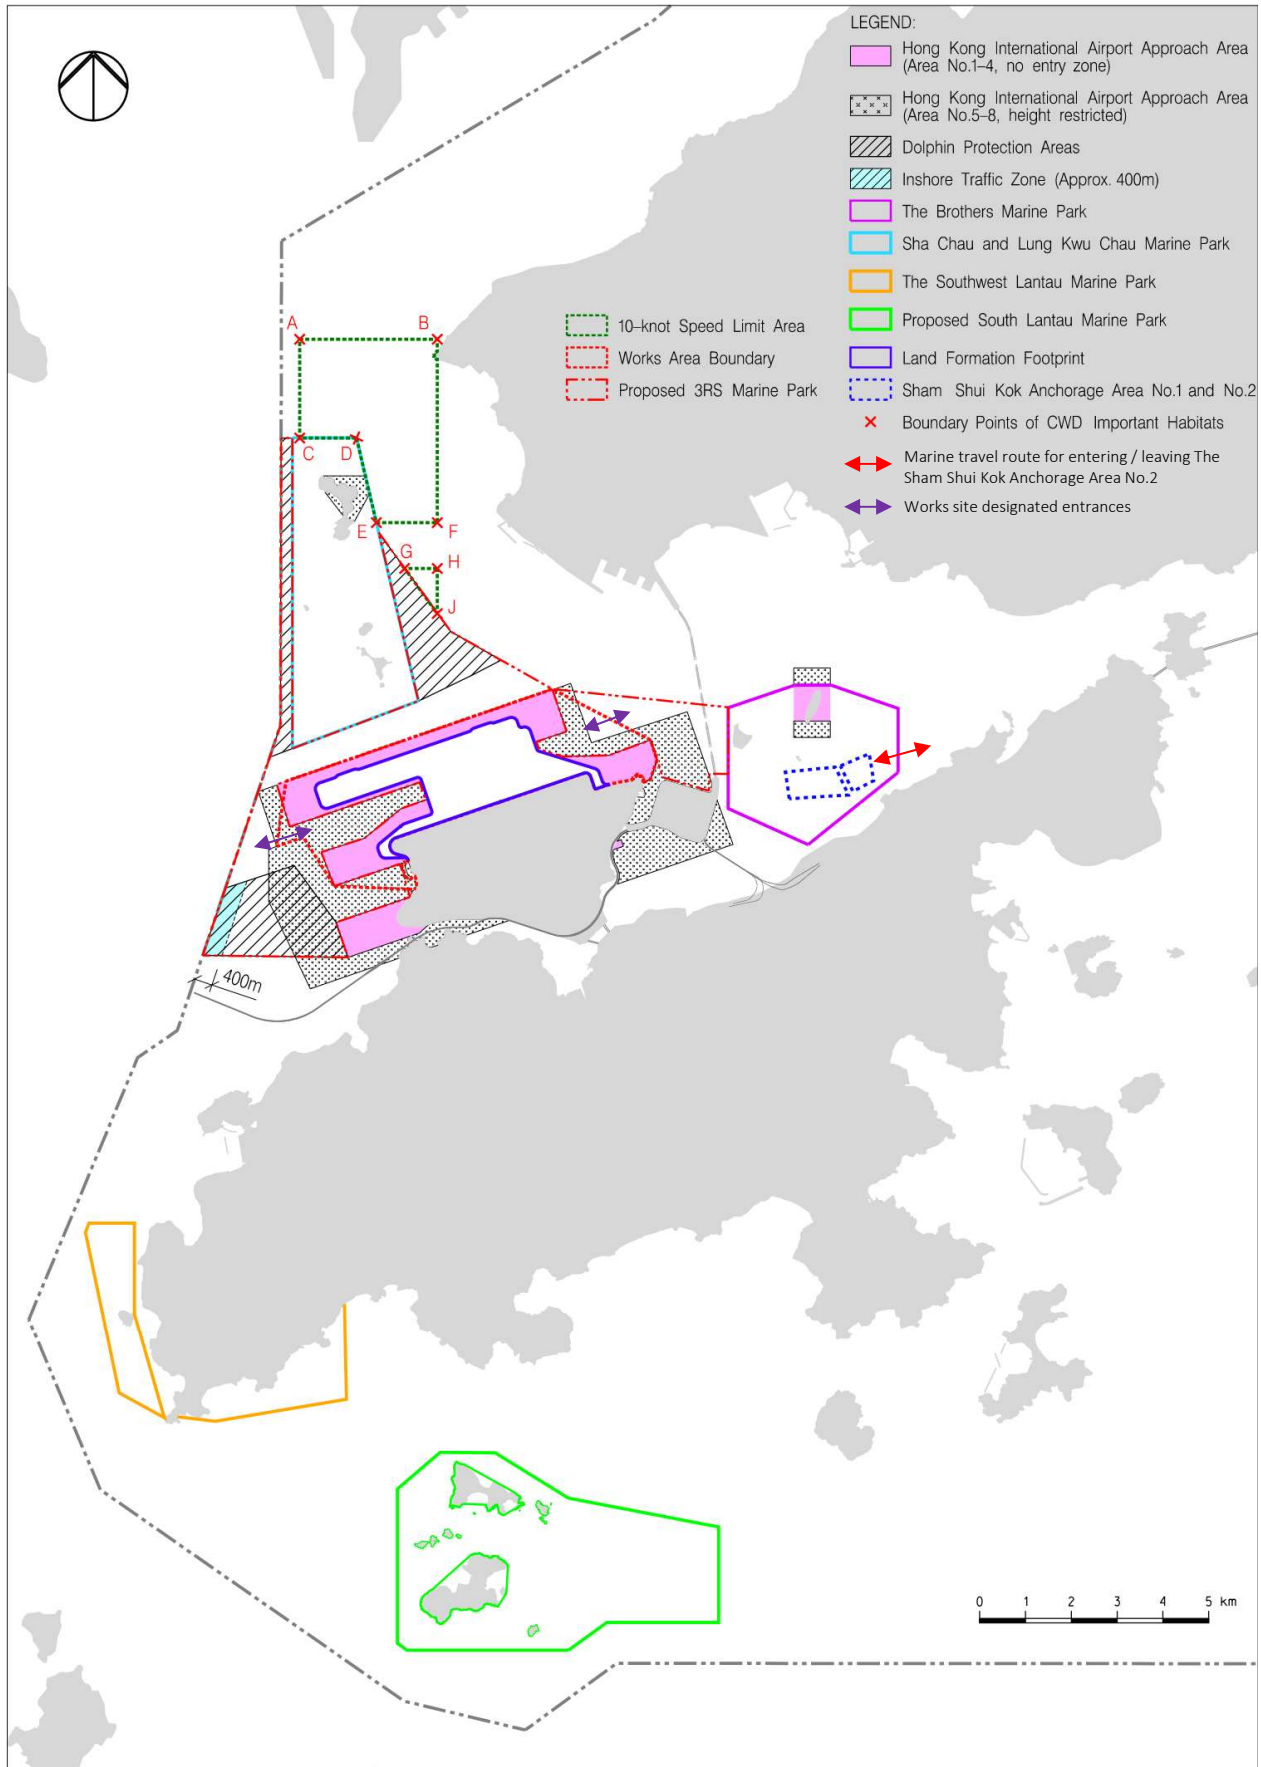 LEGEND:
Hong Kong International Airport Approach Area
(Area No.1–4, no entry zone)
Hong Kong International Airport Approach Area
(Area No.5–8, height restricted)
Dolphin Protection Areas
Inshore Traffic Zone (Approx. 400m)
The Brothers Marine Park
Sha Chau and Lung Kwu Chau Marine Park
The Southwest Lantau Marine Park
Proposed South Lantau Marine Park
Land Formation Footprint
Sham Shui Kok Anchorage Area No.1 and No.2
Boundary Points of CWD Important Habitats
Marine travel route for entering / leaving The
Sham Shui Kok Anchorage Area No.2
Works site designated entrances
10–knot Speed Limit Area
Works Area Boundary
Proposed 3RS Marine Park
A
B
C
D
E
F
G
H
J
400m
0 1 2 3 4 5 km